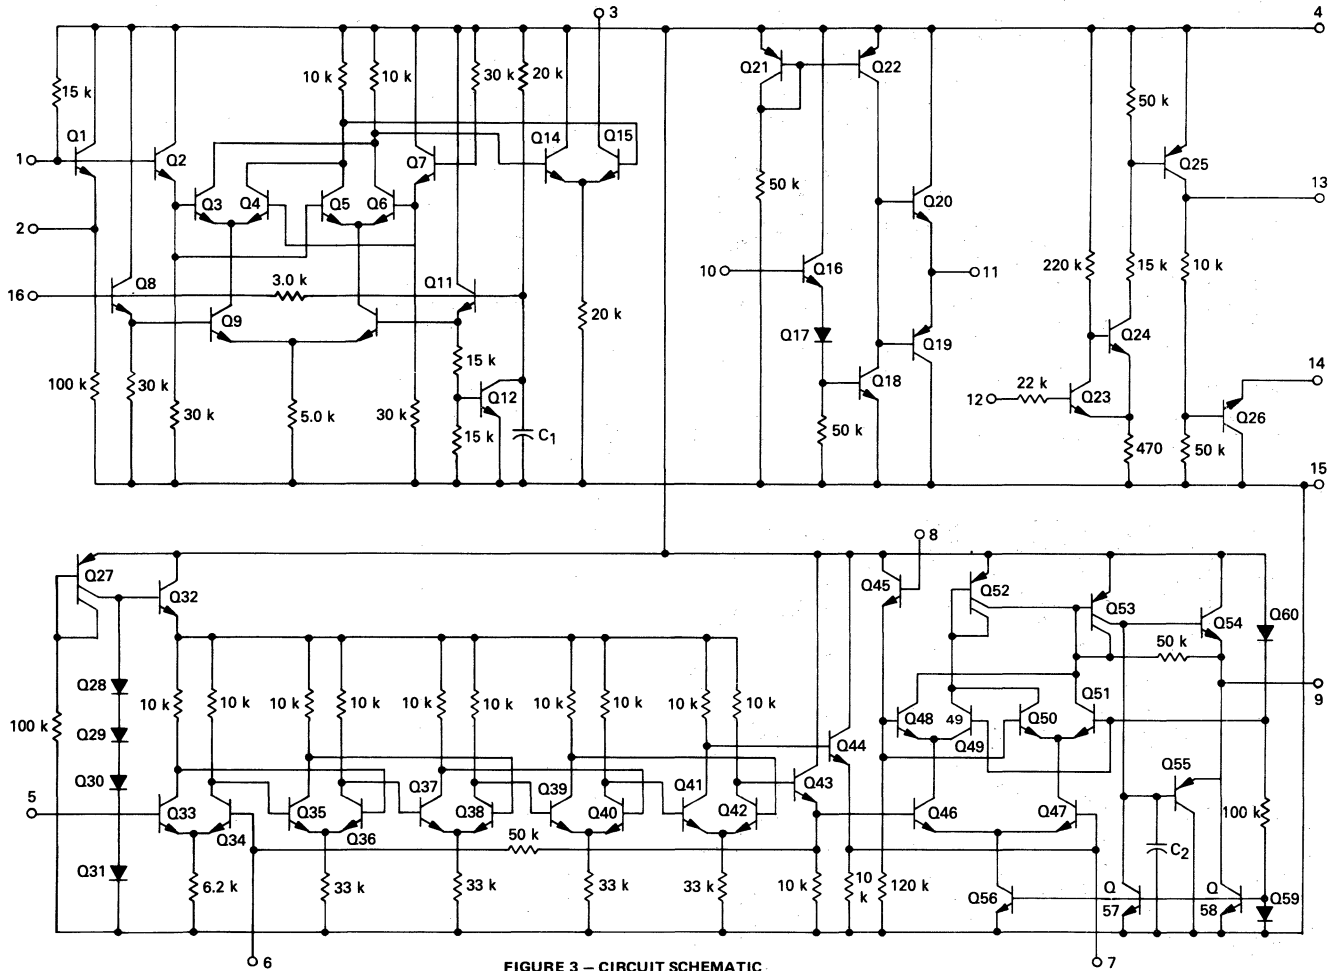 3
4
15 k
10 k
10 k
30 k
20 k
Q21
Q22
50 k
1
Q1
Q2
Q7
Q14
Q15
Q25
Q3
Q4
Q5
Q6
50 k
Q20
13
2
Q8
3.0 k
Q11
10
Q16
11
220 k
15 k
10 k
16
Q9
20 k
Q17
Q19
Q24
100 k
30 k
30 k
5.0 k
30 k
15 k
Q12
15 k
C1
Q18
50 k
12
22 k
Q23
14
Q26
470
50 k
15
8
Q27
Q32
Q45
Q52
Q53
Q54
Q60
50 k
Q28
100 k
Q29
Q30
Q31
10 k
10 k
10 k
10 k
10 k
10 k
10 k
10 k
10 k
10 k
Q48
49
Q49
Q50
Q51
9
Q44
Q43
5
Q33
Q34
Q35
Q36
Q37
Q38
Q39
Q40
Q41
Q42
Q46
Q47
Q55
100 k
50 k
C2
6.2 k
33 k
33 k
33 k
33 k
10 k
10
k
120 k
Q56
Q
57
Q
58
Q59
6
7
FIGURE 3 – CIRCUIT SCHEMATIC